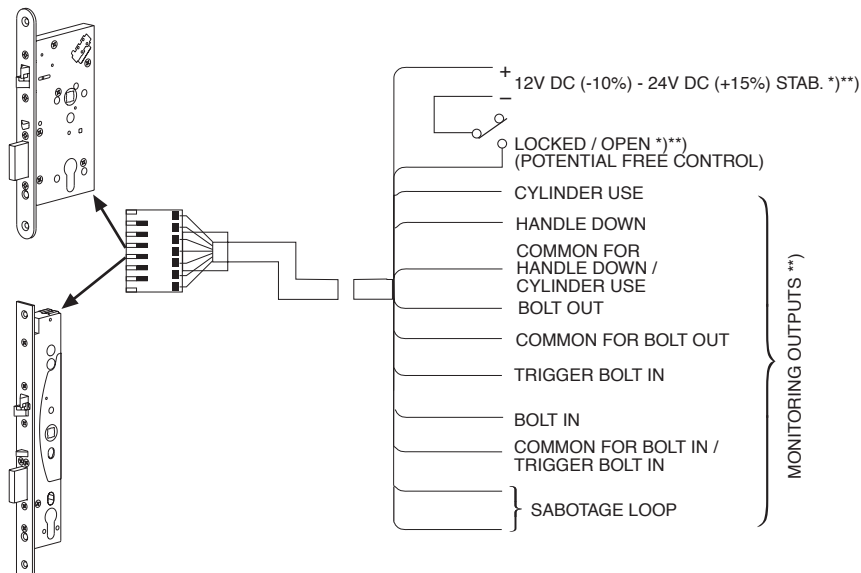 +
12V DC (-10%) - 24V DC (+15%) STAB. *)**)
–
LOCKED / OPEN *)**)
(POTENTIAL FREE CONTROL)
CYLINDER USE
HANDLE DOWN
COMMON FOR
HANDLE DOWN /
CYLINDER USE
BOLT OUT
COMMON FOR BOLT OUT
TRIGGER BOLT IN
BOLT IN
COMMON FOR BOLT IN /
TRIGGER BOLT IN
SABOTAGE LOOP
MONITORING OUTPUTS **)